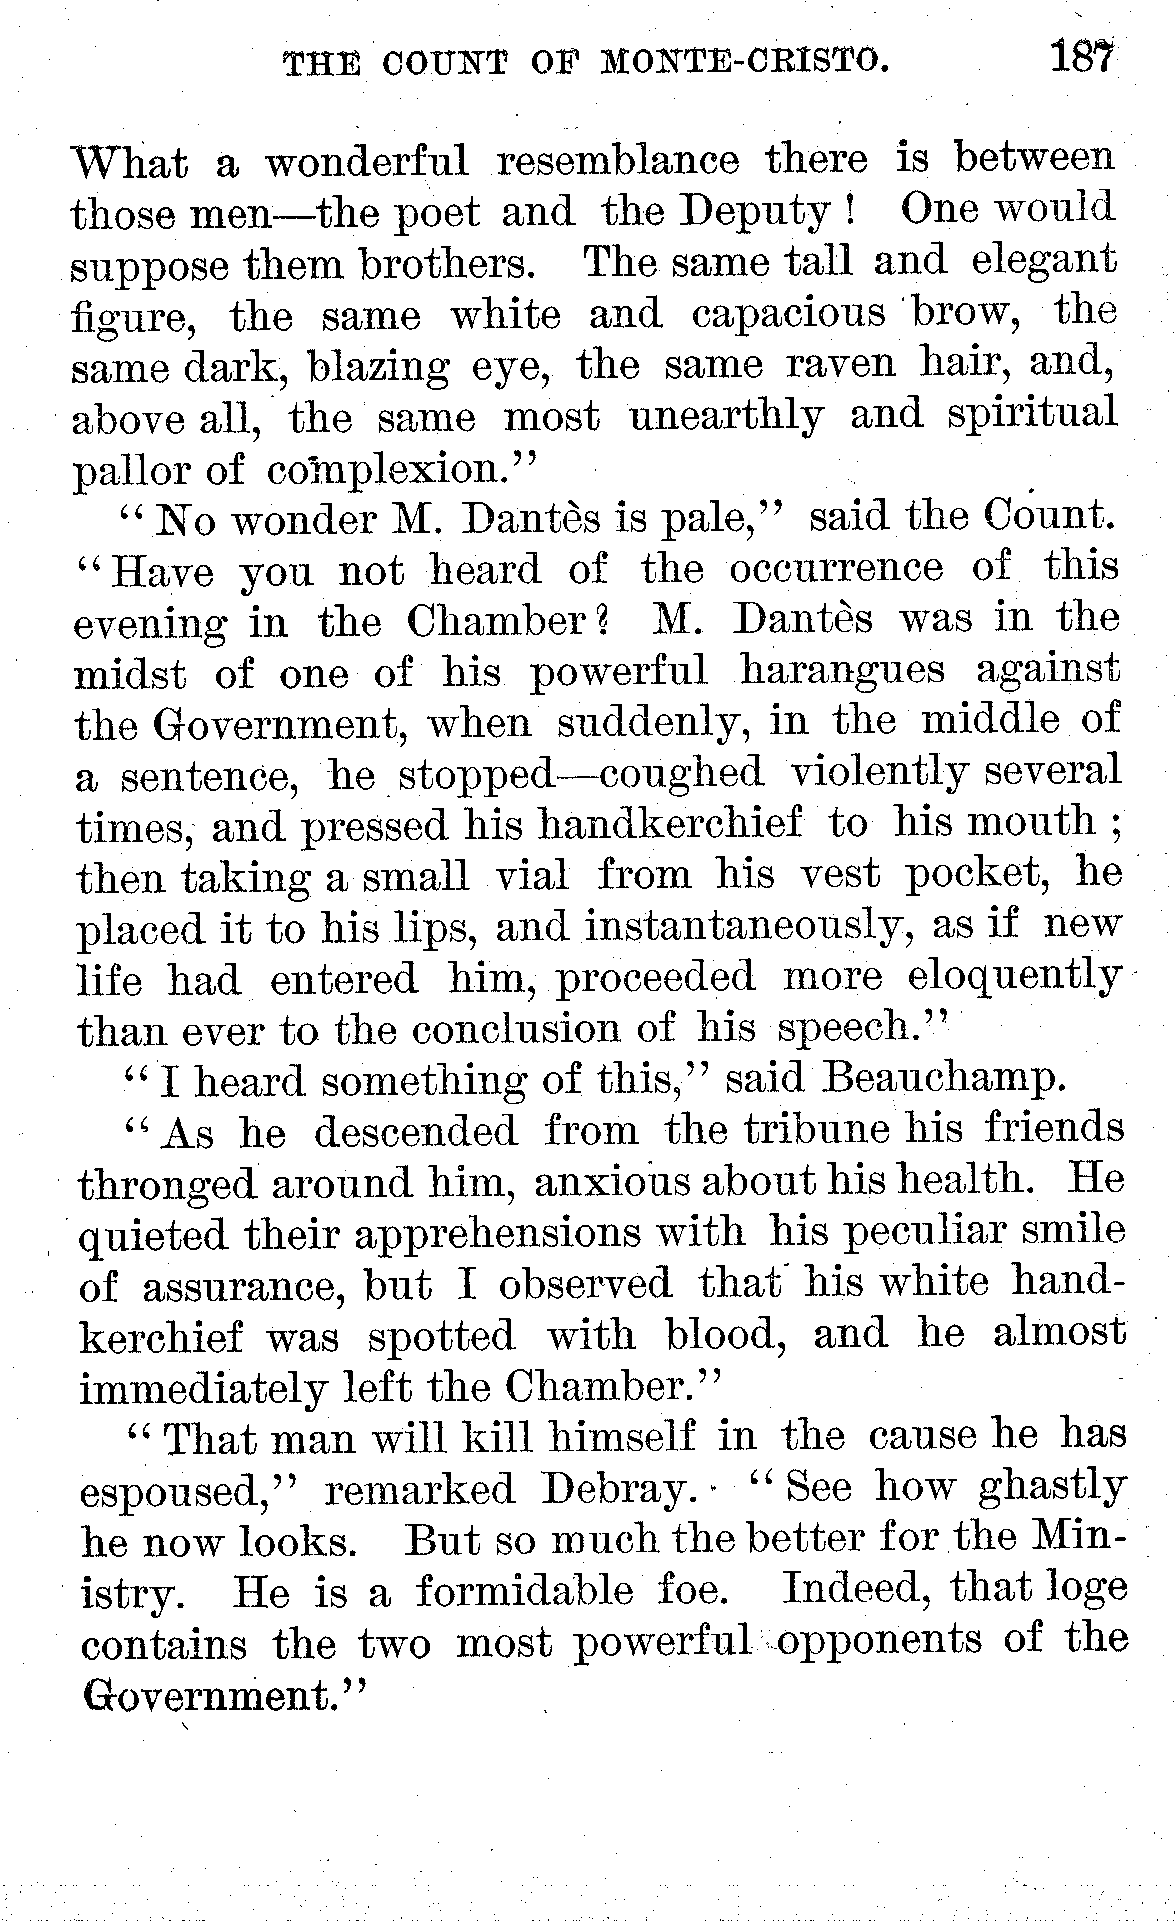 THE COUNT OF MONTE-CRISTO. 187
What a wonderful resemblance there is between
those men—the poet and the Deputy! One would
suppose them brothers. The same tall and elegant
figure, the same white and capacious brow, the
same dark, blazing eye, the same raven hair, and,
above all, the same most unearthly and spiritual
pallor of complexion."
"No wonder M. Dantès is pale," said the Count.
"Have you not heard of the occurrence of this
evening in the Chamber? M. Dantès was in the
midst of one of his powerful harangues against
the Government, when suddenly, in the middle of
a sentence, he stopped—coughed violently several
times, and pressed his handkerchief to his mouth;
then taking a small vial from his vest pocket, he
placed it to his lips, and instantaneously, as if new
life had entered him, proceeded more eloquently
than ever to the conclusion of his speech."
"I heard something of this," said Beauchamp.
"As he descended from the tribune his friends
thronged around him, anxious about his health. He
quieted their apprehensions with his peculiar smile
of assurance, but I observed that his white hand-
kerchief was spotted with blood, and he almost
immediately left the Chamber."
"That man will kill himself in the cause he has
espoused," remarked Debray. "See how ghastly
he now looks. But so much the better for the Min-
istry. He is a formidable foe. Indeed, that loge
contains the two most powerful opponents of the
Government."